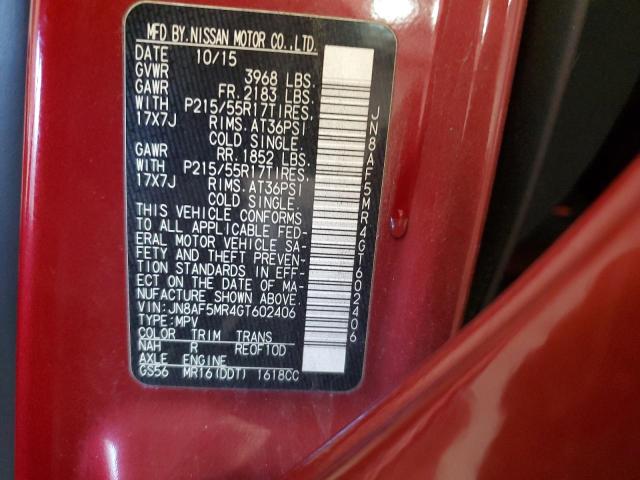 MFD BY.NISSAN MOTOR CO.,LTD.
DATE 10/15
GVWR 3968 LBS.
GAWR FR.2183 LBS.
WITH P215/55R17TIRES,
17X7J RIMS.AT36PSI
COLD SINGLE.
GAWR RR.1852 LBS.
WITH P215/55R17TIRES,
17X7J RIMS.AT36PSI
COLD SINGLE.
THIS VEHICLE CONFORMS
TO ALL APPLICABLE FED-
ERAL MOTOR VEHICLE SA-
FETY AND THEFT PREVEN-
TION STANDARDS IN EFF-
ECT ON THE DATE OF MA-
NUFACTURE SHOWN ABOVE.
VIN:JN8AF5MR4GT602406
TYPE:MPV
COLOR TRIM TRANS
NAH R RE0F10D
AXLE ENGINE
GS56 MR16(DDT) 1618CC
JN8AF5MR4GT602406